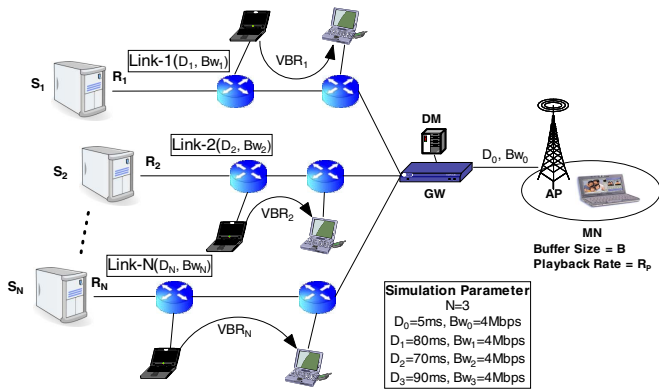 Link-1(D1, Bw1)
VBR1
S1
R1
DM
Link-2(D2, Bw2)
D0, Bw0
S2
R2
GW
AP
VBR2
MN
Buffer Size = B
Playback Rate = RP
Link-N(DN, BwN)
SN
RN
VBRN
Simulation Parameter
N=3
D0=5ms, Bw0=4Mbps
D1=80ms, Bw1=4Mbps
D2=70ms, Bw2=4Mbps
D3=90ms, Bw3=4Mbps